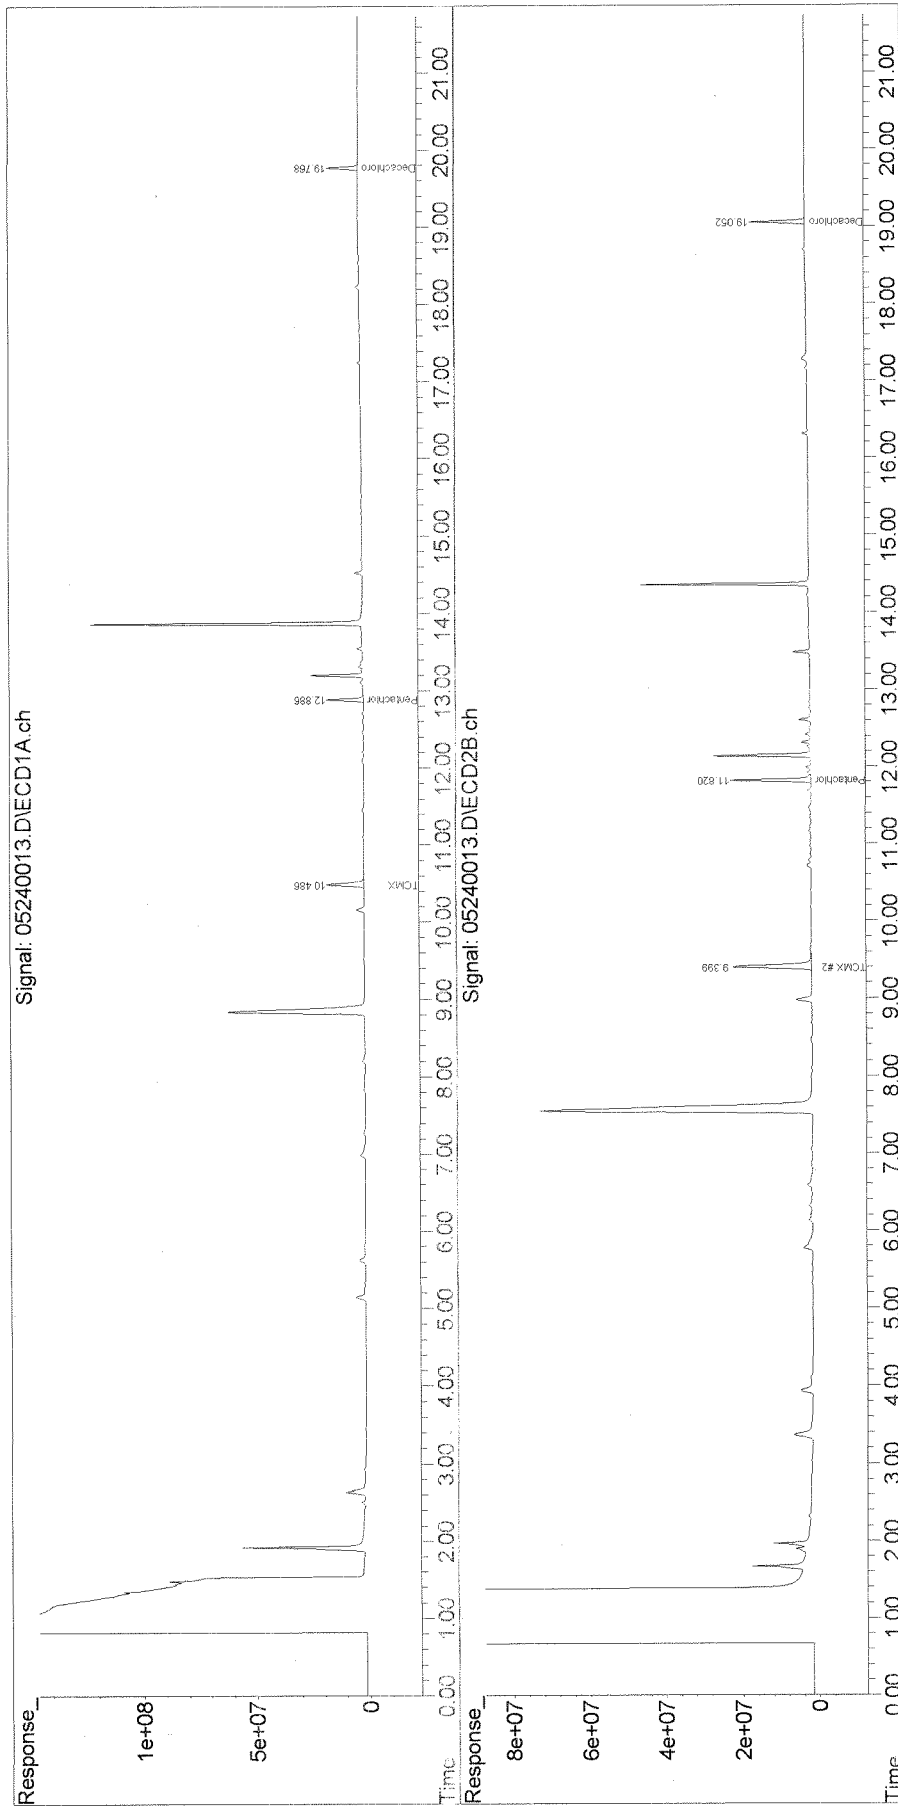 Signal: 05240013.D\ECD1A.ch
Response_
1e+08
5e+07
0
10.486
12.886
19.768
TCMX
Pentachlor
Decachloro
Time
0.00 1.00 2.00 3.00 4.00 5.00 6.00 7.00 8.00 9.00 10.00 11.00 12.00 13.00 14.00 15.00 16.00 17.00 18.00 19.00 20.00 21.00
Signal: 05240013.D\ECD2B.ch
Response_
8e+07
6e+07
4e+07
2e+07
0
9.399
11.820
19.052
TCMX #2
Pentachlor
Decachloro
Time
0.00 1.00 2.00 3.00 4.00 5.00 6.00 7.00 8.00 9.00 10.00 11.00 12.00 13.00 14.00 15.00 16.00 17.00 18.00 19.00 20.00 21.00